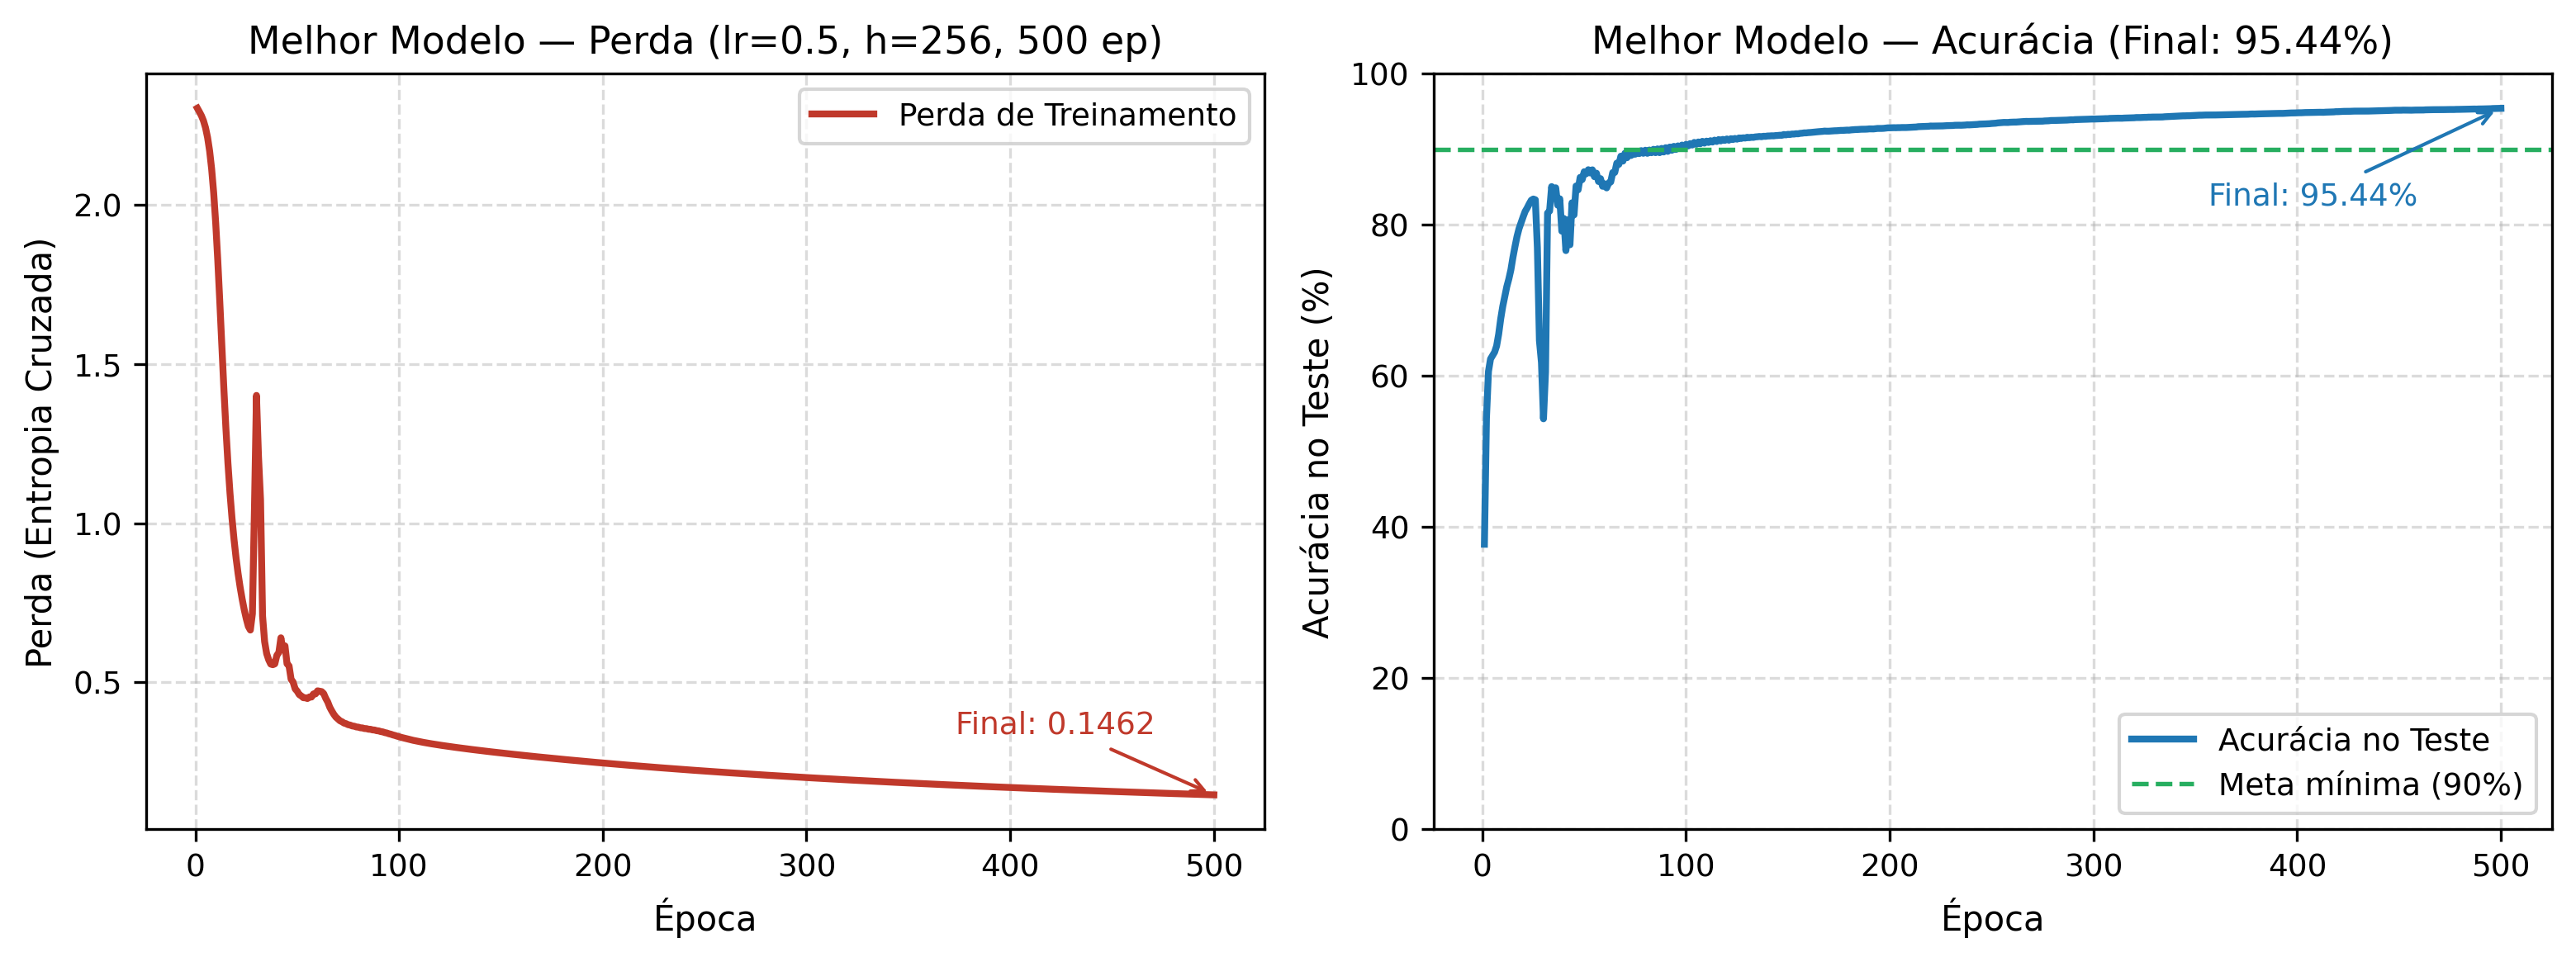 Melhor Modelo — Perda (lr=0.5, h=256, 500 ep)
Perda (Entropia Cruzada)
2.0
1.5
1.0
0.5
Perda de Treinamento
Final: 0.1462
0
100
200
300
400
500
Época
Melhor Modelo — Acurácia (Final: 95.44%)
Acurácia no Teste (%)
100
80
60
40
20
0
Final: 95.44%
Acurácia no Teste
Meta mínima (90%)
0
100
200
300
400
500
Época